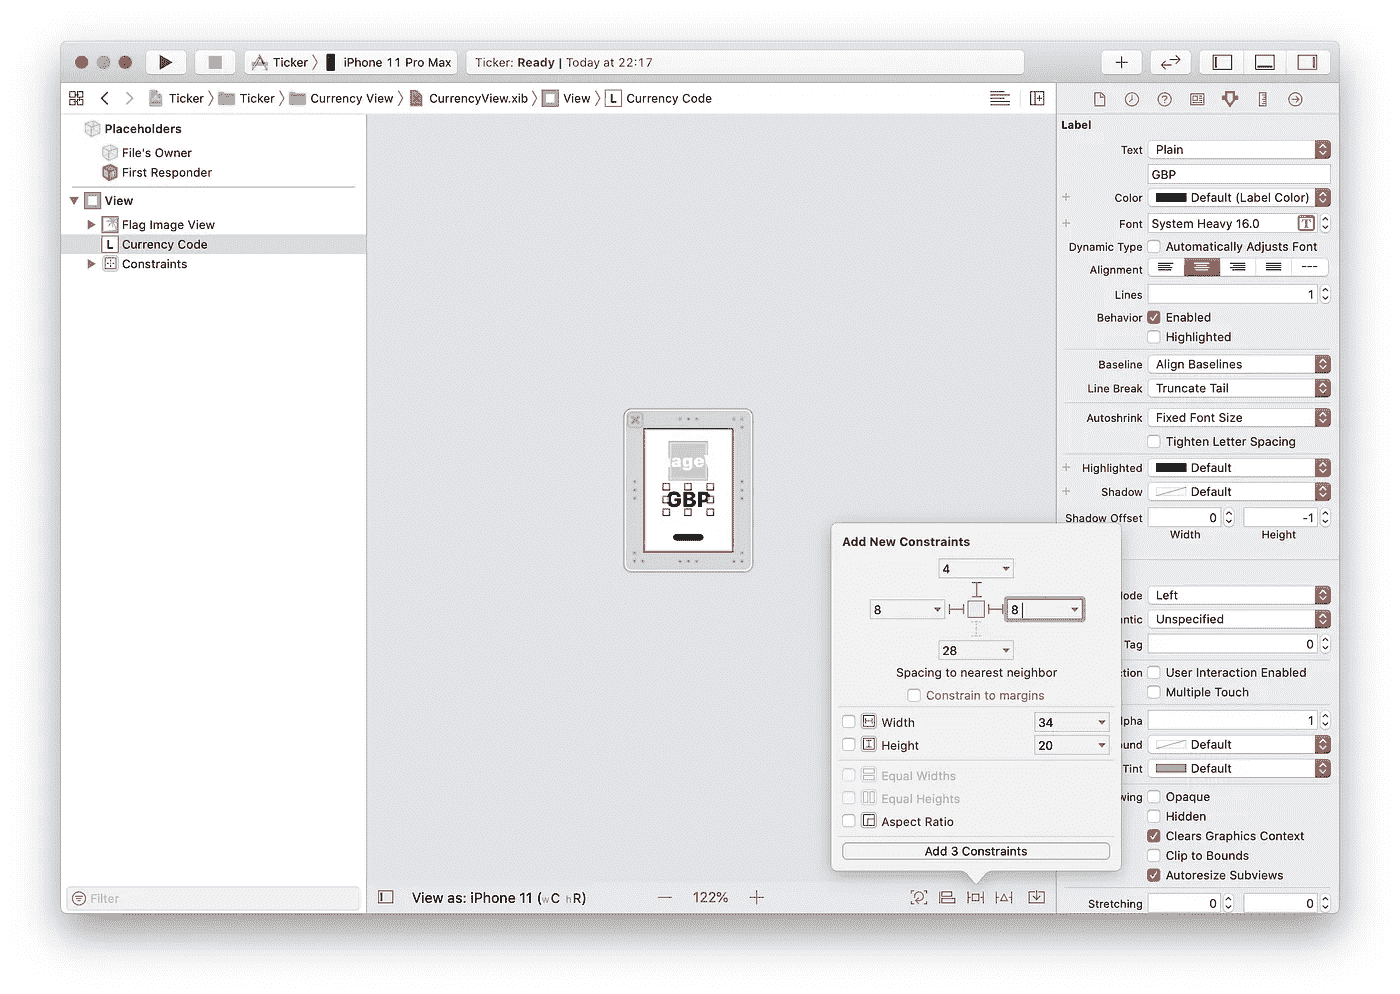 Ticker 〉 iPhone 11 Pro Max
Ticker: Ready | Today at 22:17
Ticker 〉 Ticker 〉 Currency View 〉 CurrencyView.xib 〉 View 〉 L Currency Code
Placeholders
File's Owner
First Responder
View
Flag Image View
L Currency Code
Constraints
Filter
ageV
GBP
View as: iPhone 11 (wC hR)
122%
Label
Text Plain
GBP
Color Default (Label Color)
Font System Heavy 16.0 T
Dynamic Type Automatically Adjusts Font
Alignment
Lines 1
Behavior Enabled
Highlighted
Baseline Align Baselines
Line Break Truncate Tail
Autoshrink Fixed Font Size
Tighten Letter Spacing
Highlighted Default
Shadow Default
Shadow Offset 0 -1
Width Height
ode Left
ntic Unspecified
Tag 0
tion User Interaction Enabled
Multiple Touch
lpha 1
und Default
Tint Default
wing Opaque
Hidden
Clears Graphics Context
Clip to Bounds
Autoresize Subviews
Stretching 0 0
Add New Constraints
4
8 8
28
Spacing to nearest neighbor
Constrain to margins
Width 34
Height 20
Equal Widths
Equal Heights
Aspect Ratio
Add 3 Constraints